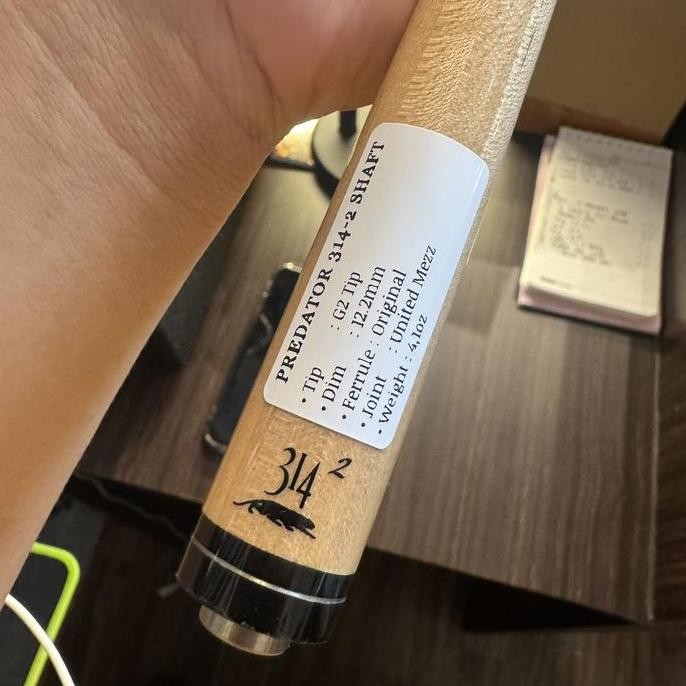 PREDATOR 314-2 SHAFT
• Tip : G2 Tip
• Dim : 12.2mm
• Ferrule : Original
• Joint : United Mezz
• Weight : 4.1oz
314²